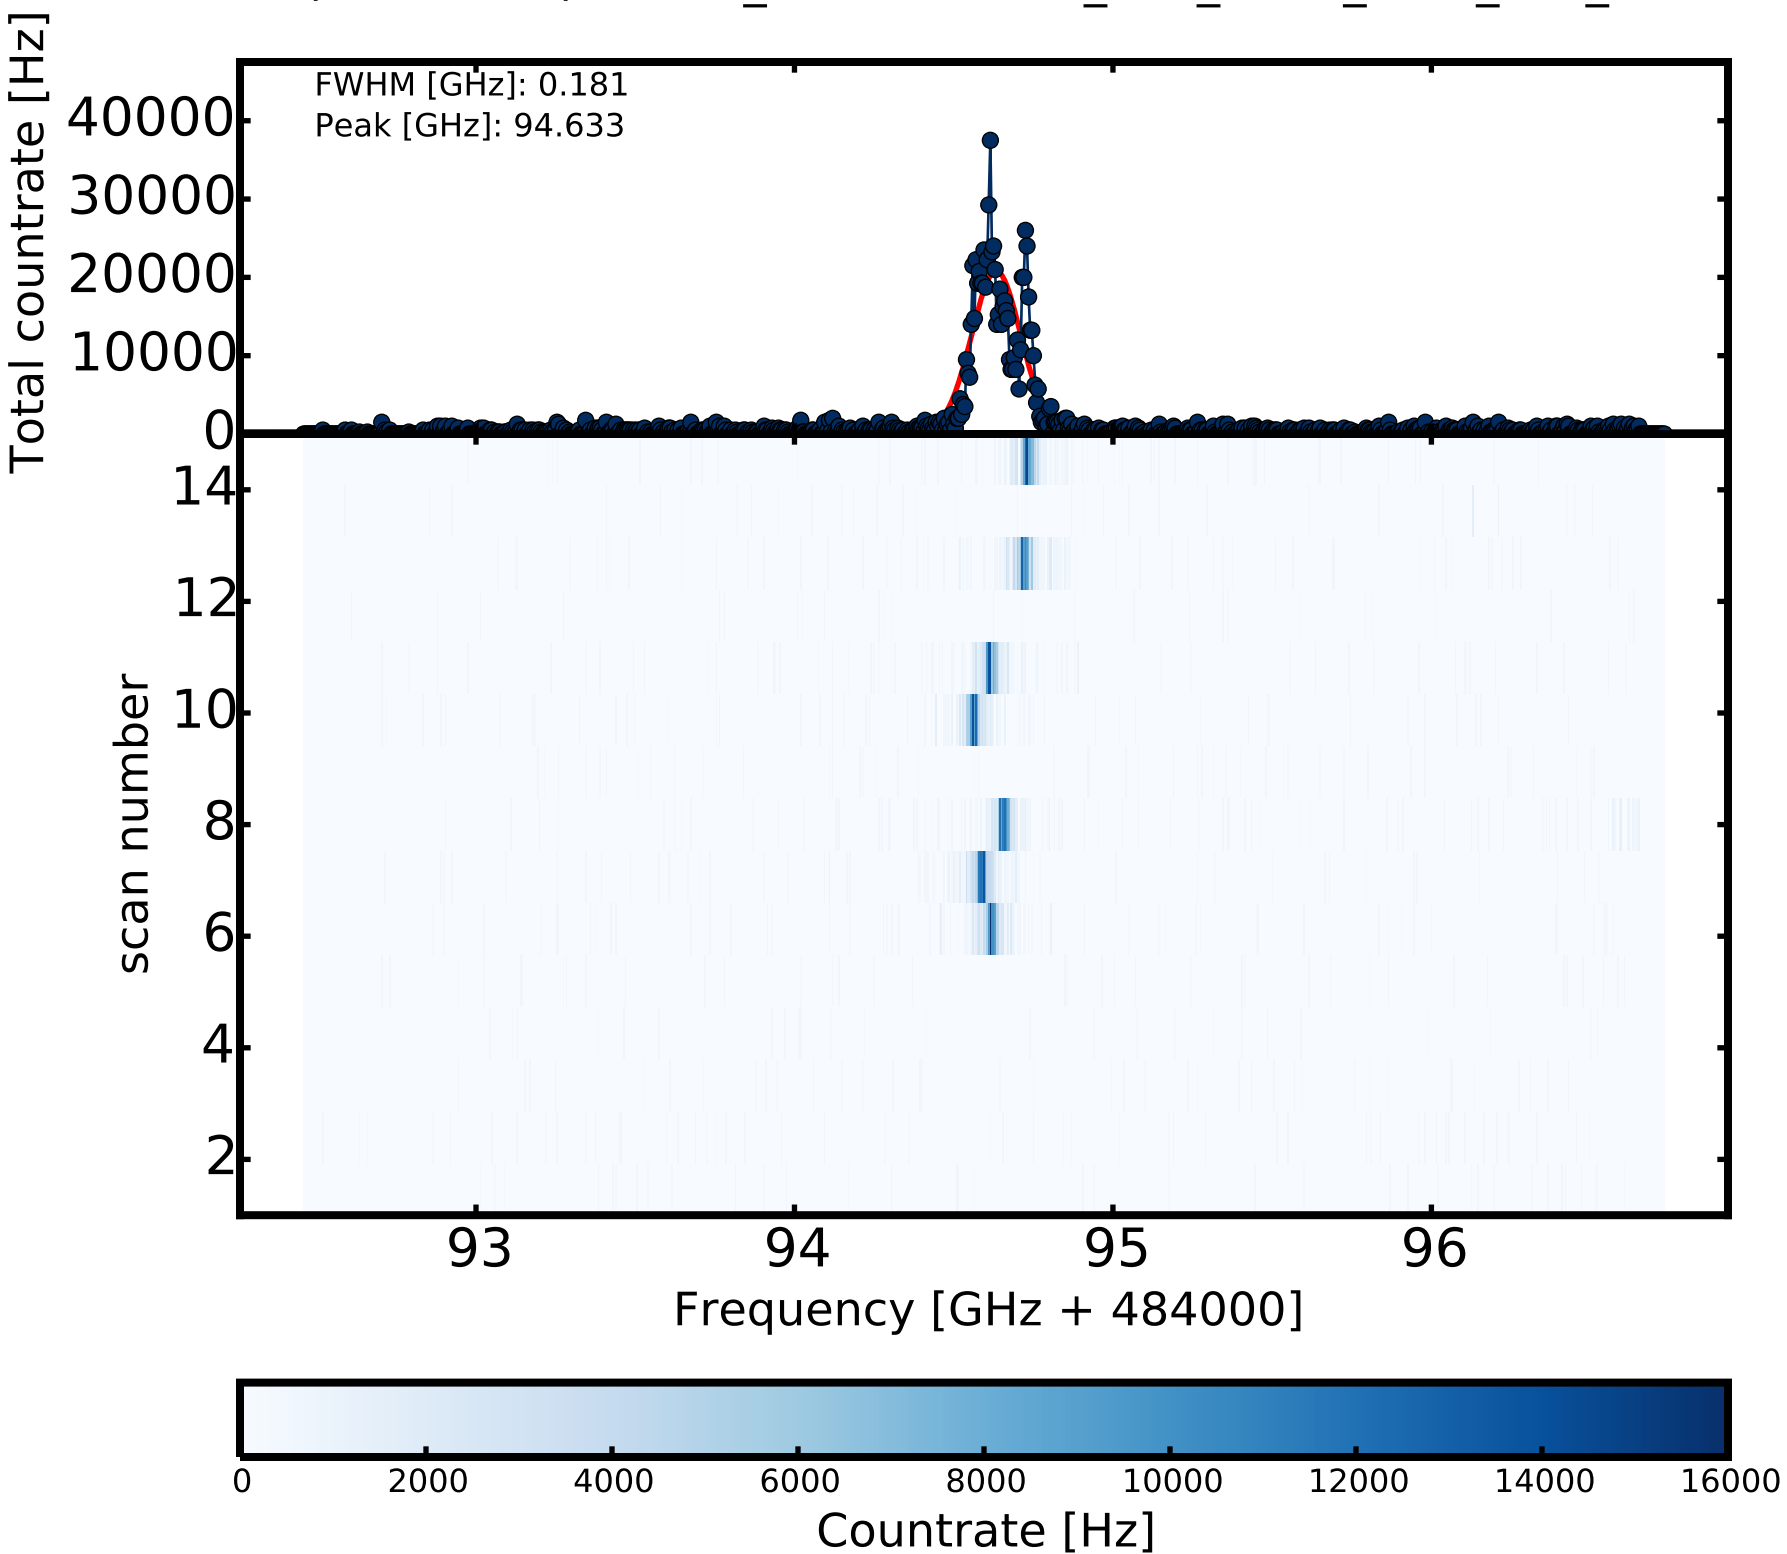 FWHM [GHz]: 0.181
Peak [GHz]: 94.633
Total countrate [Hz]
40000
30000
20000
10000
0
scan number
14
12
10
8
6
4
2
93 94 95 96
Frequency [GHz + 484000]
0 2000 4000 6000 8000 10000 12000 14000 16000
Countrate [Hz]